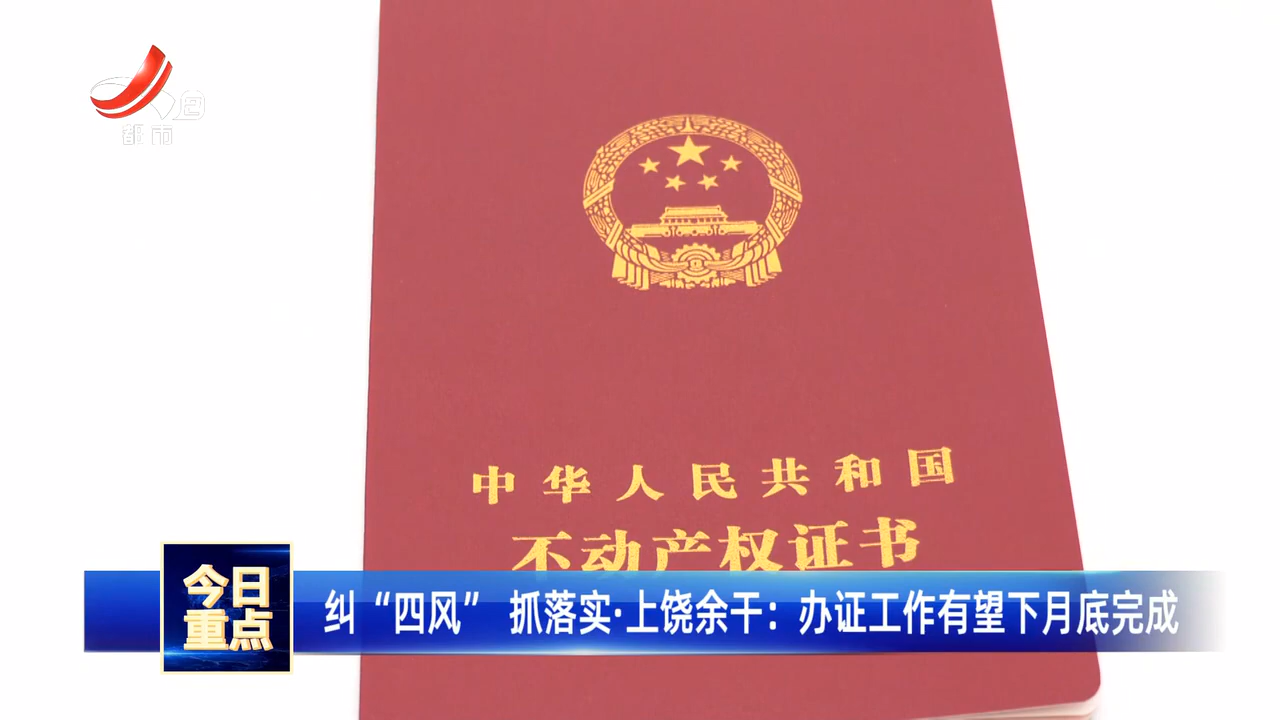 都市
中华人民共和国
不动产权证书
今日
重点
纠“四风” 抓落实·上饶余干：办证工作有望下月底完成